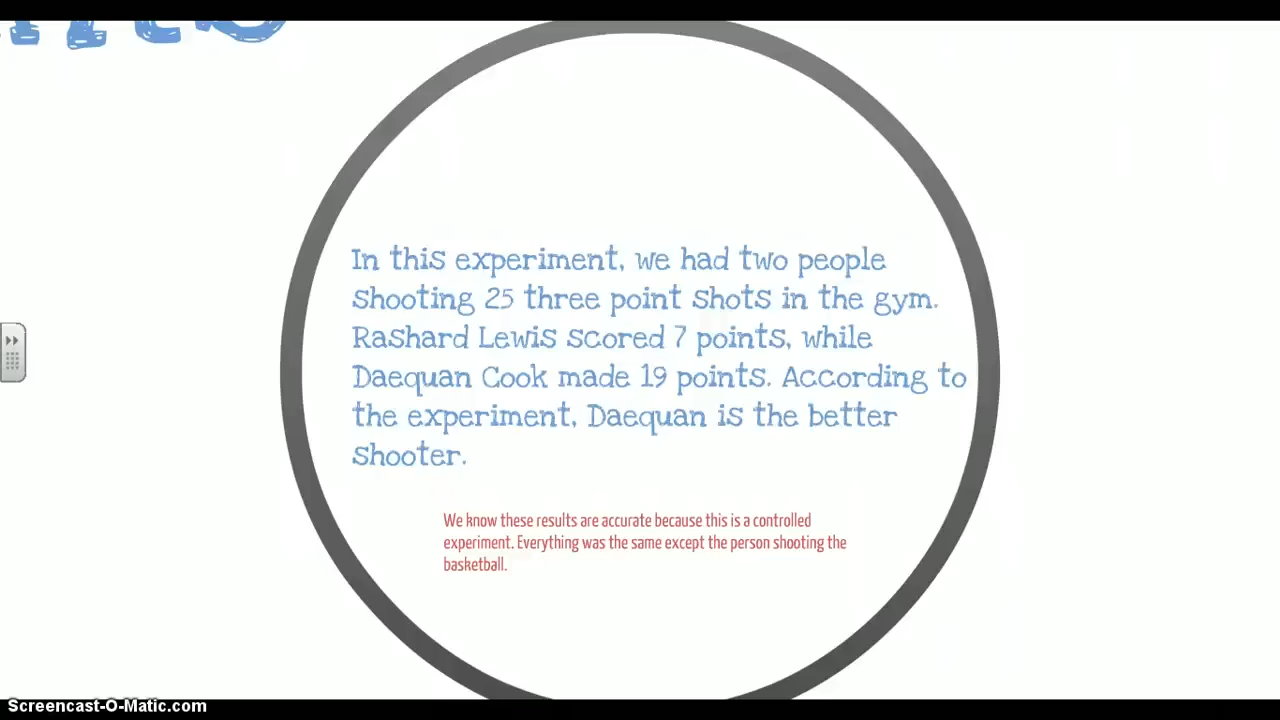 In this experiment, we had two people
shooting 25 three point shots in the gym.
Rashard Lewis scored 7 points, while
Daequan Cook made 19 points. According to
the experiment, Daequan is the better
shooter.
We know these results are accurate because this is a controlled
experiment. Everything was the same except the person shooting the
basketball.
Screencast-O-Matic.com